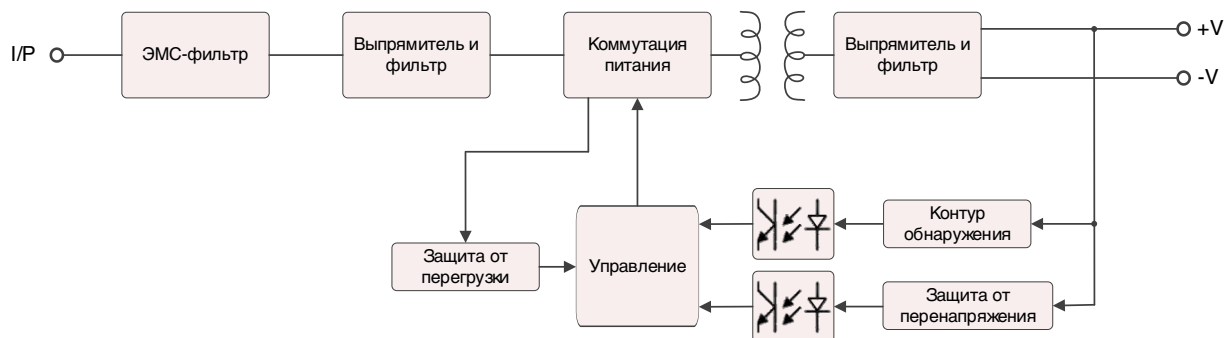 I/P
ЭМС-фильтр
Выпрямитель и
фильтр
Коммутация
питания
Выпрямитель и
фильтр
+V
-V
Защита от
перегрузки
Управление
Контур
обнаружения
Защита от
перенапряжения